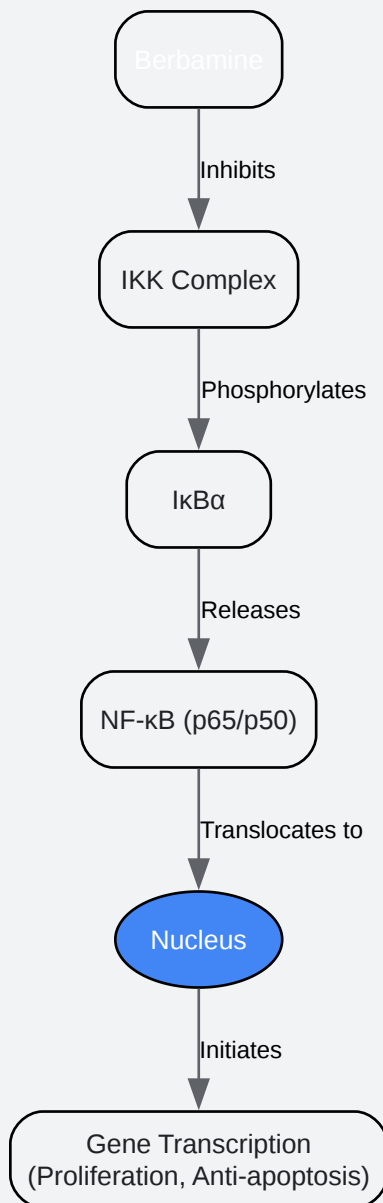 Berbamine
Inhibits
IKK Complex
Phosphorylates
IκBα
Releases
NF-κB (p65/p50)
Translocates to
Nucleus
Initiates
Gene Transcription
(Proliferation, Anti-apoptosis)